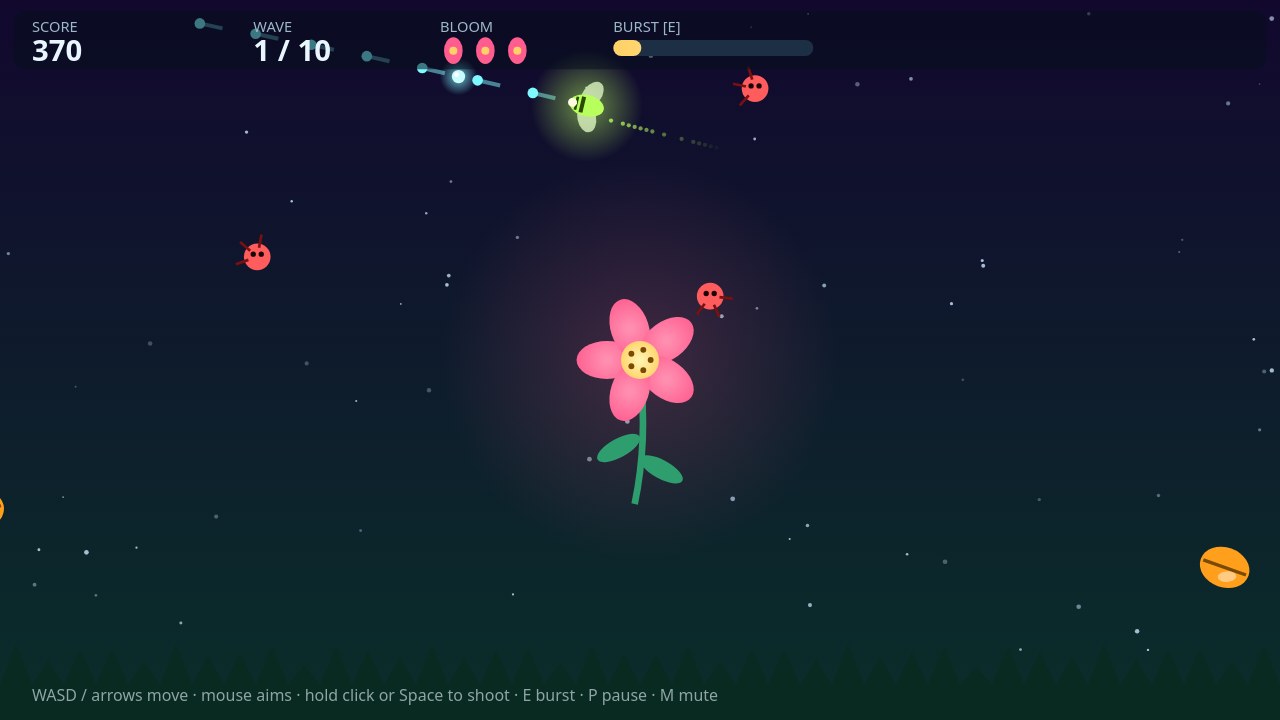 SCORE
370
WAVE
1 / 10
BLOOM
BURST [E]
WASD / arrows move · mouse aims · hold click or Space to shoot · E burst · P pause · M mute